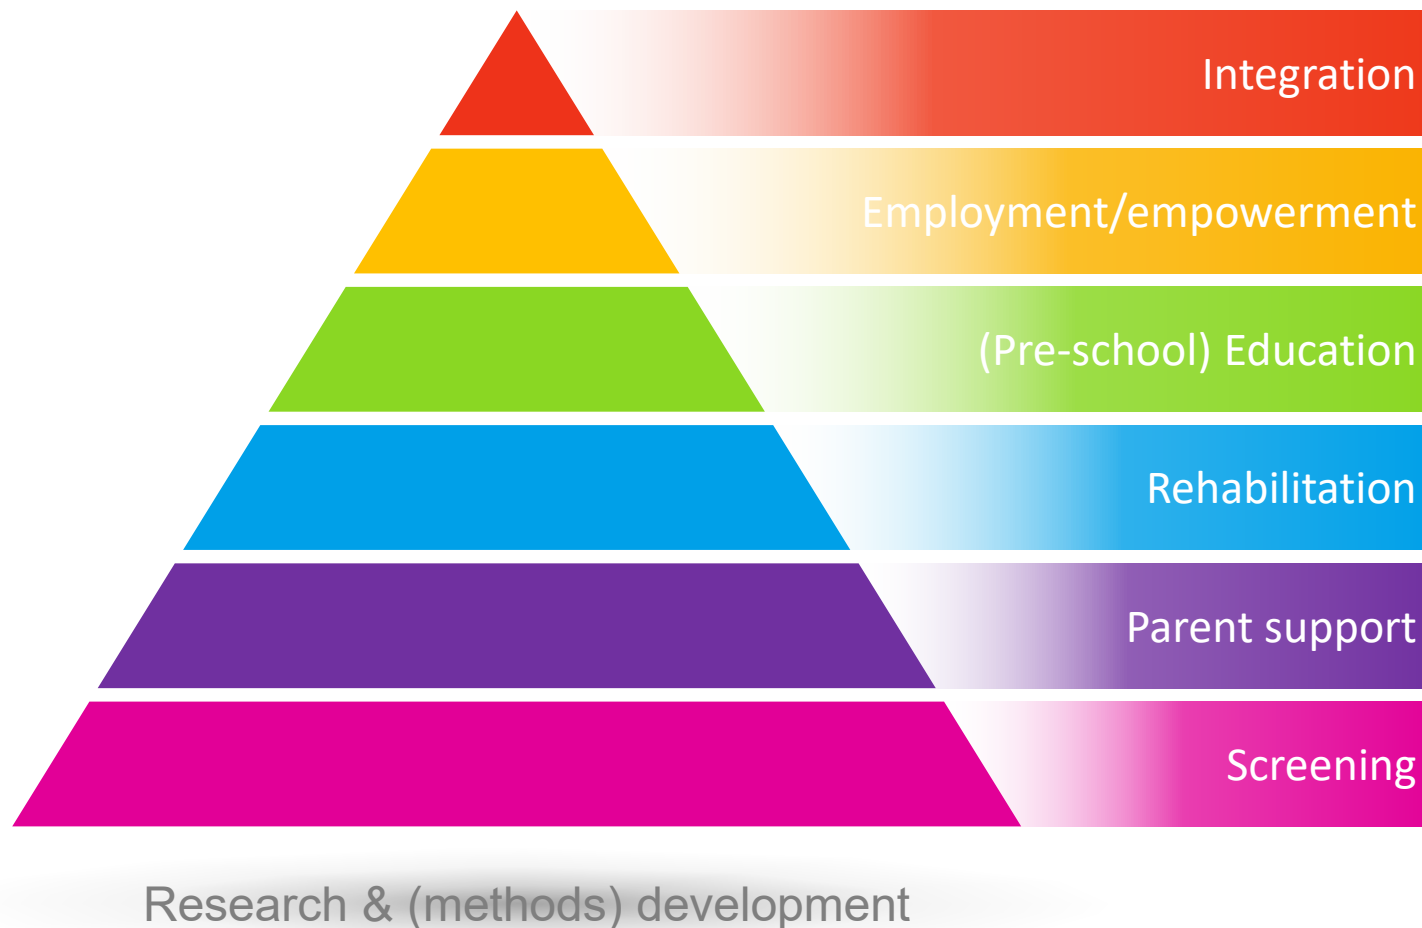 Integration
Employment/empowerment
(Pre-school) Education
Rehabilitation
Parent support
Screening
Research & (methods) development